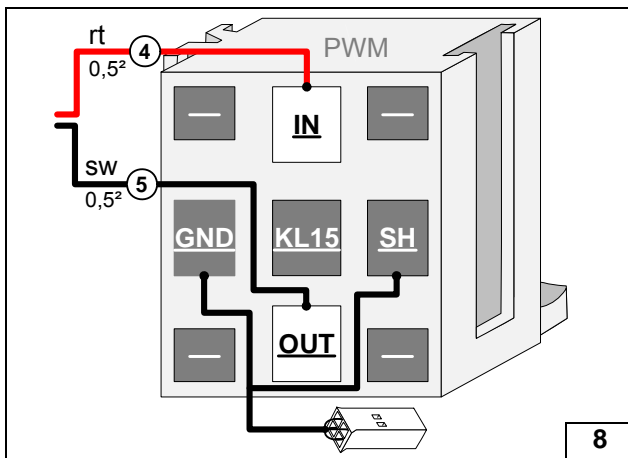 PWM
rt
4
0,5²
— IN —
sw
5
0,5²
GND KL15 SH
— OUT —
8